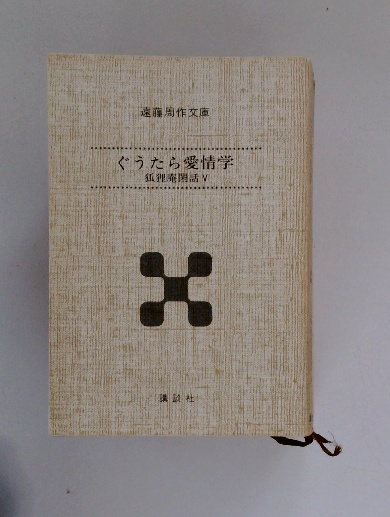 遠藤周作文庫
ぐうたら愛情学
狐狸庵閑話Ⅴ
講談社